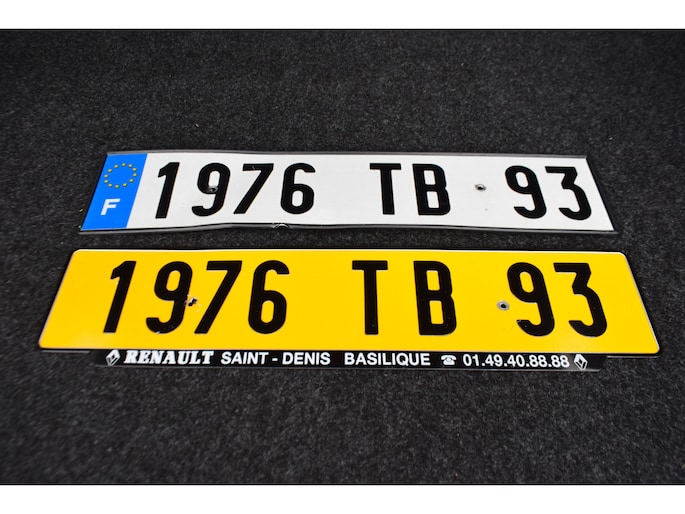 F
1976 TB 93
1976 TB 93
RENAULT SAINT - DENIS BASILIQUE ☎ 01.49.40.88.88